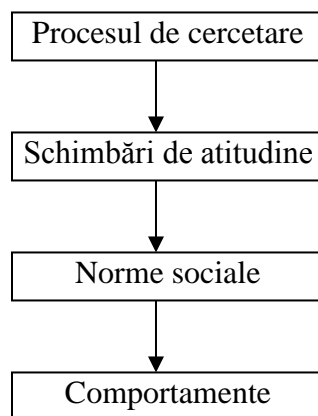 Procesul de cercetare
Schimbări de atitudine
Norme sociale
Comportamente